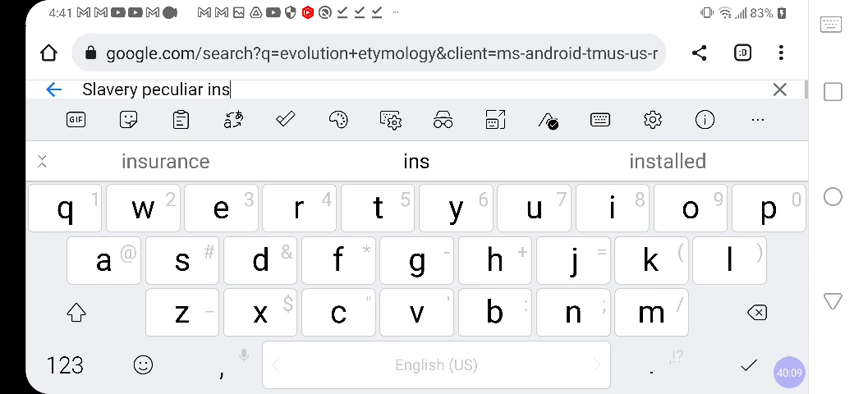 4:41 83%
google.com/search?q=evolution+etymology&client=ms-android-tmus-us-r :D
Slavery peculiar ins
GIF
insurance ins installed
q 1 w 2 e 3 r 4 t 5 y 6 u 7 i 8 o 9 p 0
a @ s # d & f * g - h + j = k ( l )
z _ x $ c " v ' b : n ; m /
123 , English (US) . ,!? 40:09